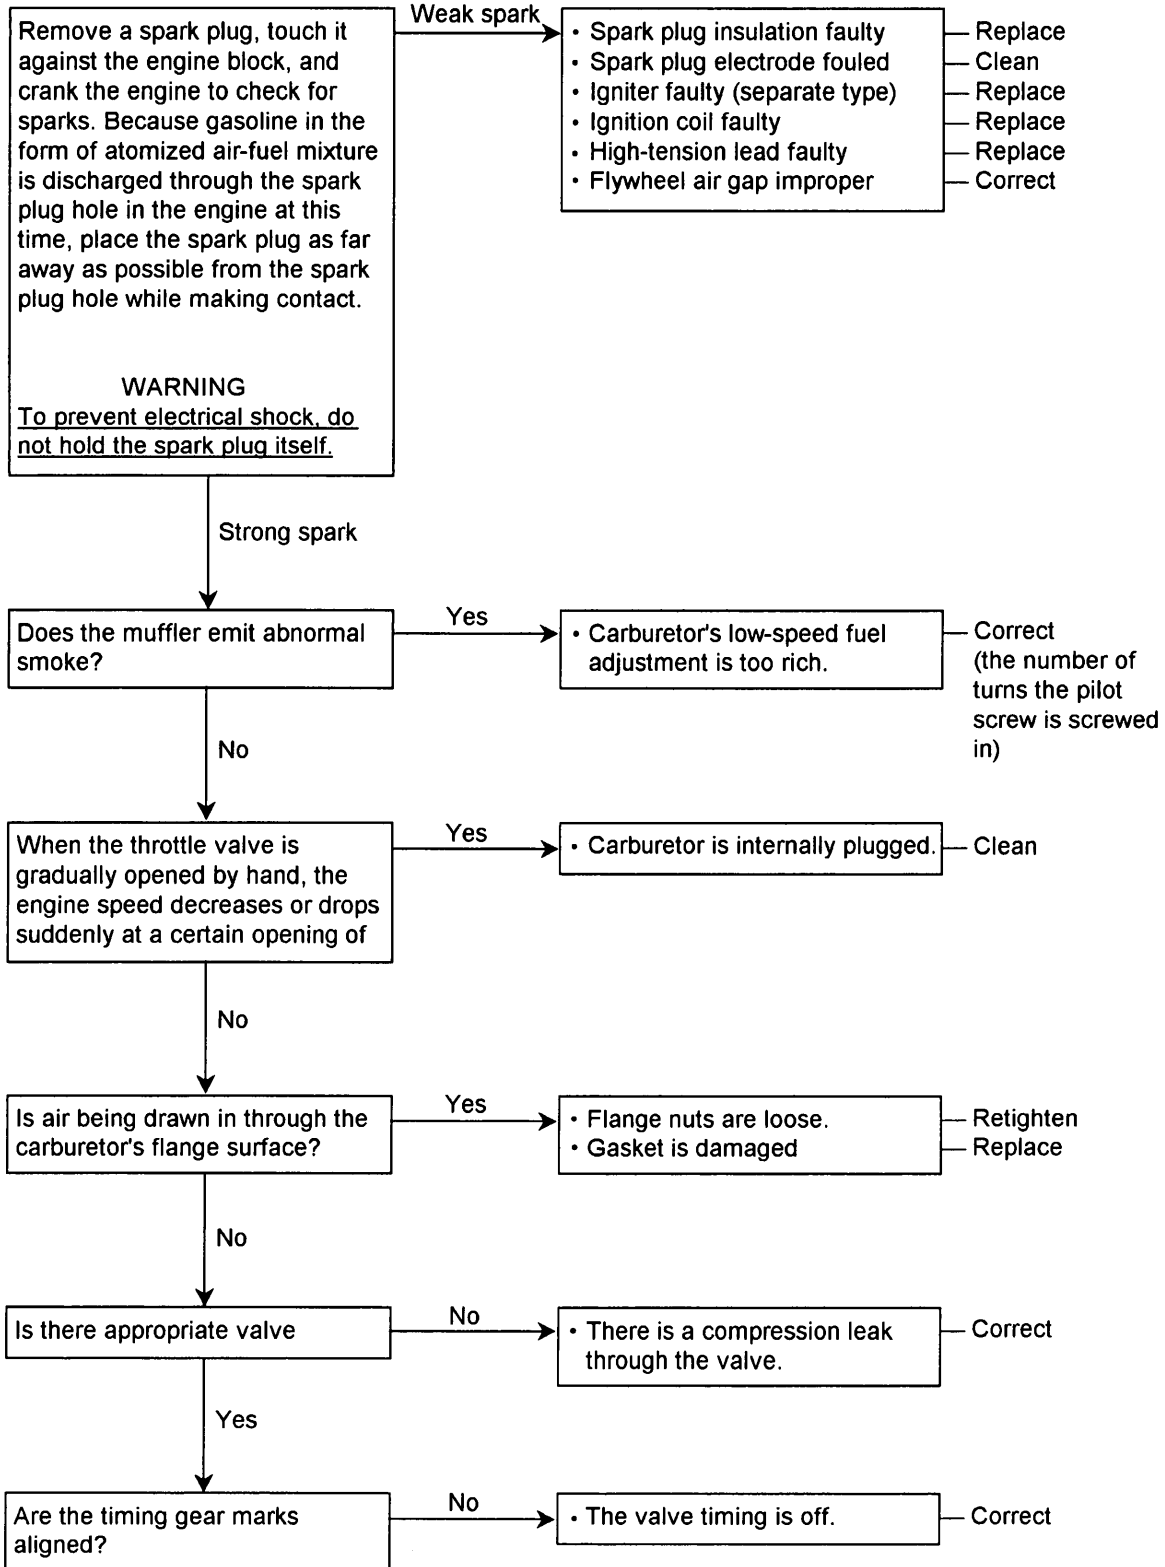 Remove a spark plug, touch it
against the engine block, and
crank the engine to check for
sparks. Because gasoline in the
form of atomized air-fuel mixture
is discharged through the spark
plug hole in the engine at this
time, place the spark plug as far
away as possible from the spark
plug hole while making contact.
WARNING
To prevent electrical shock, do
not hold the spark plug itself.
Weak spark
• Spark plug insulation faulty
Replace
• Spark plug electrode fouled
Clean
• Igniter faulty (separate type)
Replace
• Ignition coil faulty
Replace
• High-tension lead faulty
Replace
• Flywheel air gap improper
Correct
Strong spark
Does the muffler emit abnormal
smoke?
Yes
• Carburetor's low-speed fuel
adjustment is too rich.
Correct
(the number of
turns the pilot
screw is screwed
in)
No
When the throttle valve is
gradually opened by hand, the
engine speed decreases or drops
suddenly at a certain opening of
Yes
• Carburetor is internally plugged.
Clean
No
Is air being drawn in through the
carburetor's flange surface?
Yes
• Flange nuts are loose.
Retighten
• Gasket is damaged
Replace
No
Is there appropriate valve
No
• There is a compression leak
through the valve.
Correct
Yes
Are the timing gear marks
aligned?
No
• The valve timing is off.
Correct